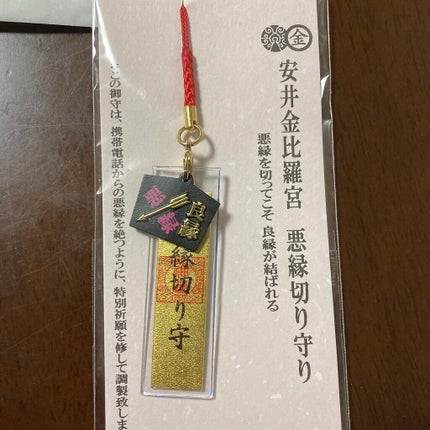 金
安井金比羅宮 悪縁切り守り
悪縁を切ってこそ 良縁が結ばれる
良縁
悪縁
縁切り守
この御守は、携帯電話からの悪縁を絶つように、特別祈願を修して調製致しま